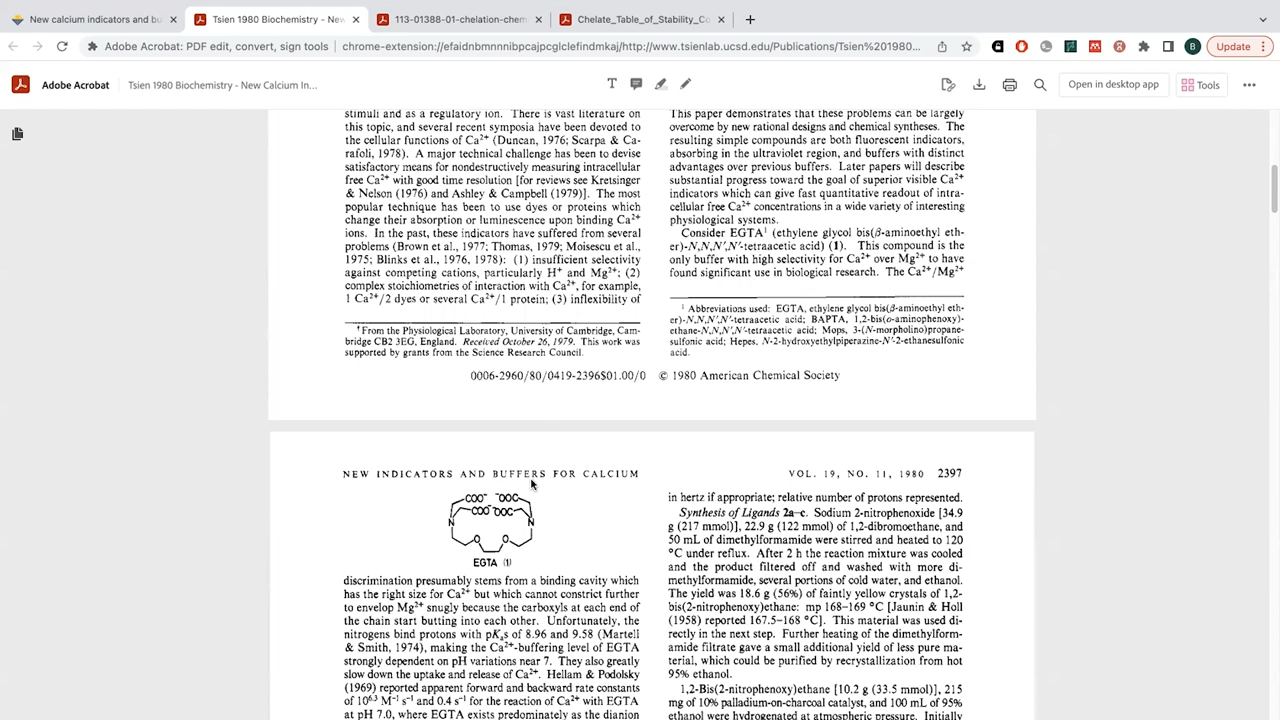 New calcium indicators and bu
Tsien 1980 Biochemistry - New
113-01388-01-chelation-chem
Chelate_Table_of_Stability_Co
Adobe Acrobat: PDF edit, convert, sign tools
chrome-extension://efaidnbmnnnibpcajpcglclefindmkaj/http://www.tsienlab.ucsd.edu/Publications/Tsien%201980...
B
Update
Adobe Acrobat
Tsien 1980 Biochemistry - New Calcium In...
Open in desktop app
Tools
stimuli and as a regulatory ion. There is vast literature on
this topic, and several recent symposia have been devoted to
the cellular functions of Ca2+ (Duncan, 1976; Scarpa & Ca-
rafoli, 1978). A major technical challenge has been to devise
satisfactory means for nondestructively measuring intracellular
free Ca2+ with good time resolution [for reviews see Kretsinger
& Nelson (1976) and Ashley & Campbell (1979)]. The most
popular technique has been to use dyes or proteins which
change their absorption or luminescence upon binding Ca2+
ions. In the past, these indicators have suffered from several
problems (Brown et al., 1977; Thomas, 1979; Moisescu et al.,
1975; Blinks et al., 1976, 1978): (1) insufficient selectivity
against competing cations, particularly H+ and Mg2+; (2)
complex stoichiometries of interaction with Ca2+, for example,
1 Ca2+/2 dyes or several Ca2+/1 protein; (3) inflexibility of
† From the Physiological Laboratory, University of Cambridge, Cam-
bridge CB2 3EG, England. Received October 26, 1979. This work was
supported by grants from the Science Research Council.
This paper demonstrates that these problems can be largely
overcome by new rational designs and chemical syntheses. The
resulting simple compounds are both fluorescent indicators,
absorbing in the ultraviolet region, and buffers with distinct
advantages over previous buffers. Later papers will describe
substantial progress toward the goal of superior visible Ca2+
indicators which can give fast quantitative readout of intra-
cellular free Ca2+ concentrations in a wide variety of interesting
physiological systems.
Consider EGTA1 (ethylene glycol bis(β-aminoethyl eth-
er)-N,N,N',N'-tetraacetic acid) (1). This compound is the
only buffer with high selectivity for Ca2+ over Mg2+ to have
found significant use in biological research. The Ca2+/Mg2+
1 Abbreviations used: EGTA, ethylene glycol bis(β-aminoethyl eth-
er)-N,N,N',N'-tetraacetic acid; BAPTA, 1,2-bis(o-aminophenoxy)-
ethane-N,N,N',N'-tetraacetic acid; Mops, 3-(N-morpholino)propane-
sulfonic acid; Hepes, N-2-hydroxyethylpiperazine-N'-2-ethanesulfonic
acid.
0006-2960/80/0419-2396$01.00/0 © 1980 American Chemical Society
NEW INDICATORS AND BUFFERS FOR CALCIUM
VOL. 19, NO. 11, 1980 2397
COO- -OOC
COO- -OOC
N N
O O
EGTA (1)
discrimination presumably stems from a binding cavity which
has the right size for Ca2+ but which cannot constrict further
to envelop Mg2+ snugly because the carboxyls at each end of
the chain start butting into each other. Unfortunately, the
nitrogens bind protons with pKas of 8.96 and 9.58 (Martell
& Smith, 1974), making the Ca2+-buffering level of EGTA
strongly dependent on pH variations near 7. They also greatly
slow down the uptake and release of Ca2+. Hellam & Podolsky
(1969) reported apparent forward and backward rate constants
of 10^6.3 M-1 s-1 and 0.4 s-1 for the reaction of Ca2+ with EGTA
at pH 7.0, where EGTA exists predominately as the dianion
in hertz if appropriate; relative number of protons represented.
Synthesis of Ligands 2a-c. Sodium 2-nitrophenoxide [34.9
g (217 mmol)], 22.9 g (122 mmol) of 1,2-dibromoethane, and
50 mL of dimethylformamide were stirred and heated to 120
°C under reflux. After 2 h the reaction mixture was cooled
and the product filtered off and washed with more di-
methylformamide, several portions of cold water, and ethanol.
The yield was 18.6 g (56%) of faintly yellow crystals of 1,2-
bis(2-nitrophenoxy)ethane: mp 168-169 °C [Jaunin & Holl
(1958) reported 167.5-168 °C]. This material was used di-
rectly in the next step. Further heating of the dimethylform-
amide filtrate gave a small additional yield of less pure ma-
terial, which could be purified by recrystallization from hot
95% ethanol.
1,2-Bis(2-nitrophenoxy)ethane [10.2 g (33.5 mmol)], 215
mg of 10% palladium-on-charcoal catalyst, and 100 mL of 95%
ethanol were hydrogenated at atmospheric pressure. Initially